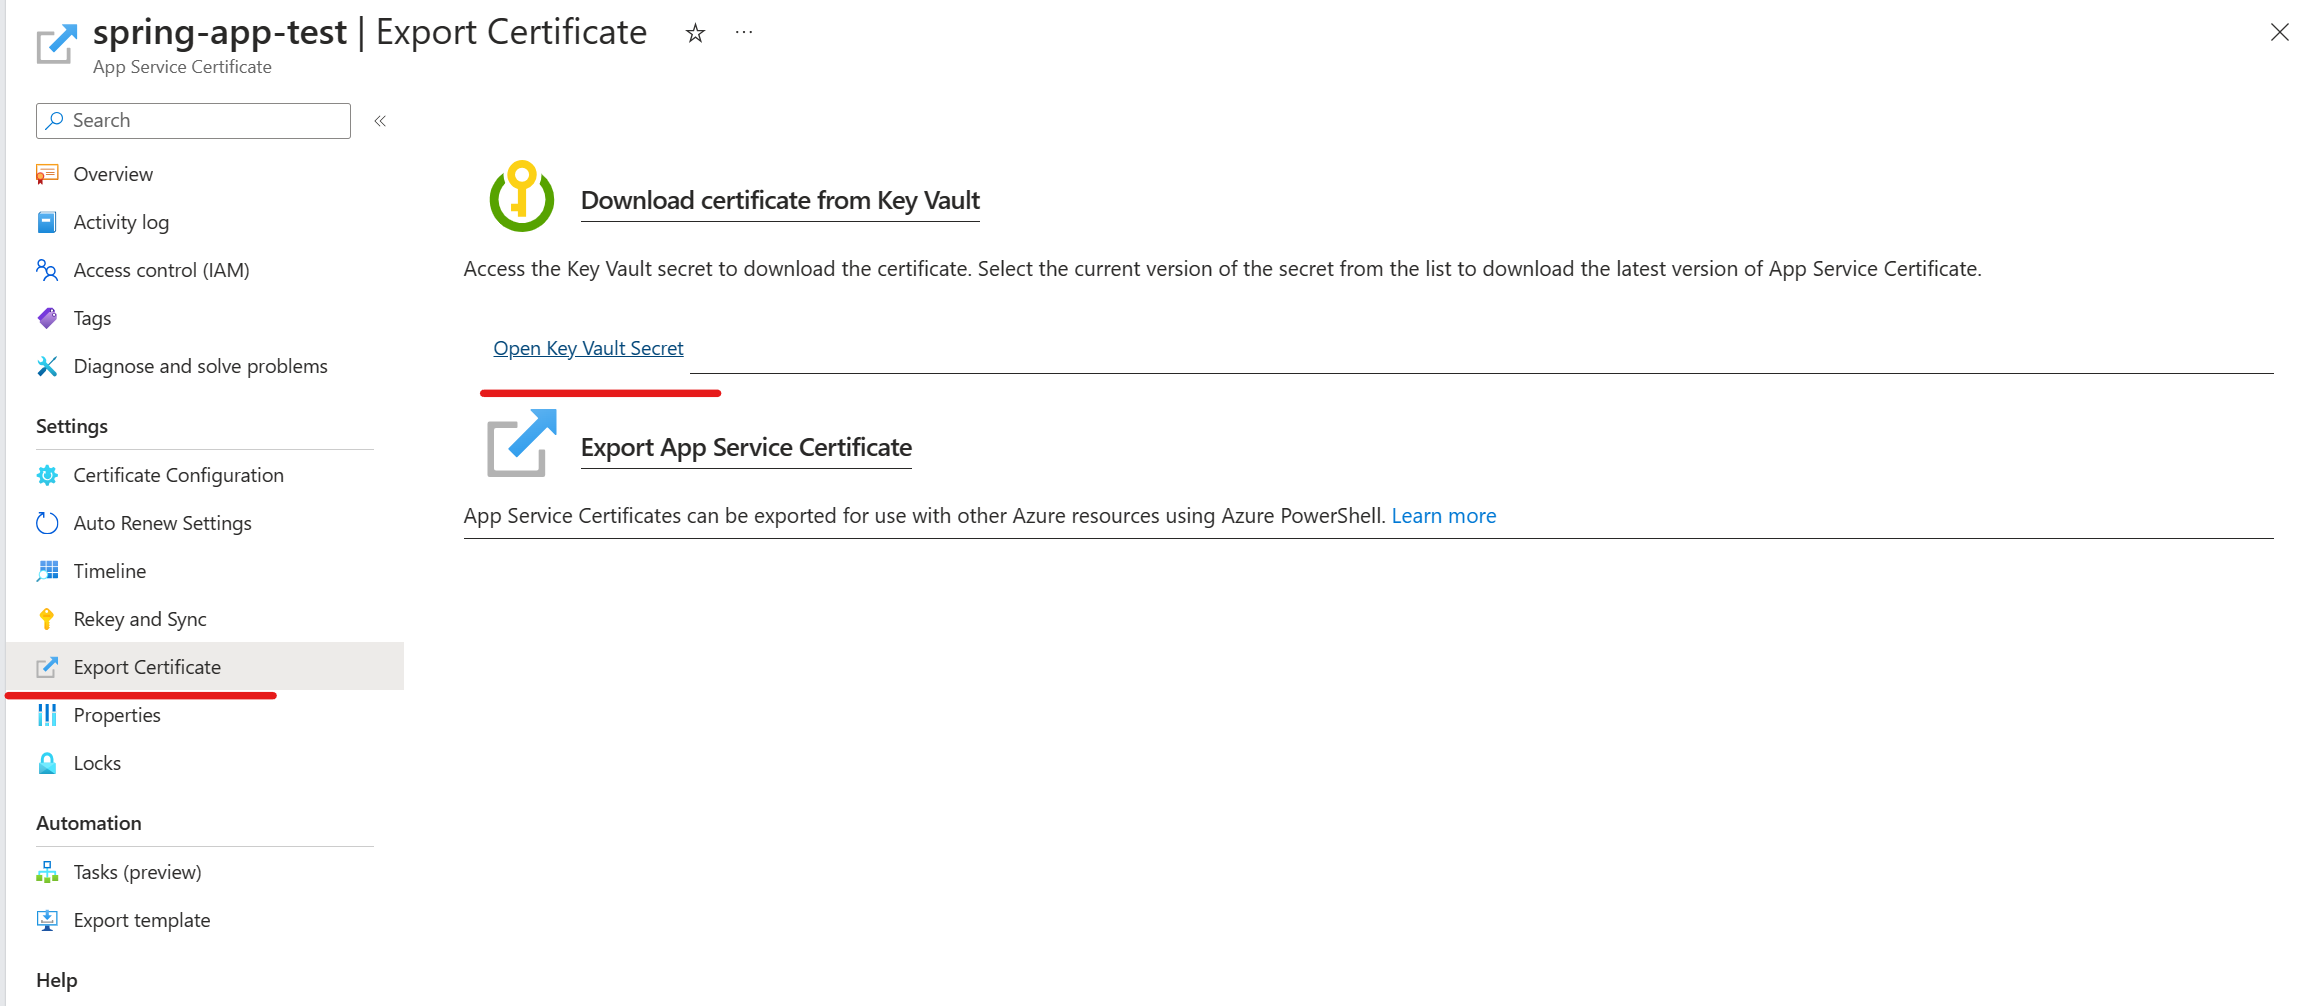 spring-app-test | Export Certificate
App Service Certificate
Search
Overview
Activity log
Access control (IAM)
Tags
Diagnose and solve problems
Settings
Certificate Configuration
Auto Renew Settings
Timeline
Rekey and Sync
Export Certificate
Properties
Locks
Automation
Tasks (preview)
Export template
Help
Download certificate from Key Vault
Access the Key Vault secret to download the certificate. Select the current version of the secret from the list to download the latest version of App Service Certificate.
Open Key Vault Secret
Export App Service Certificate
App Service Certificates can be exported for use with other Azure resources using Azure PowerShell. Learn more